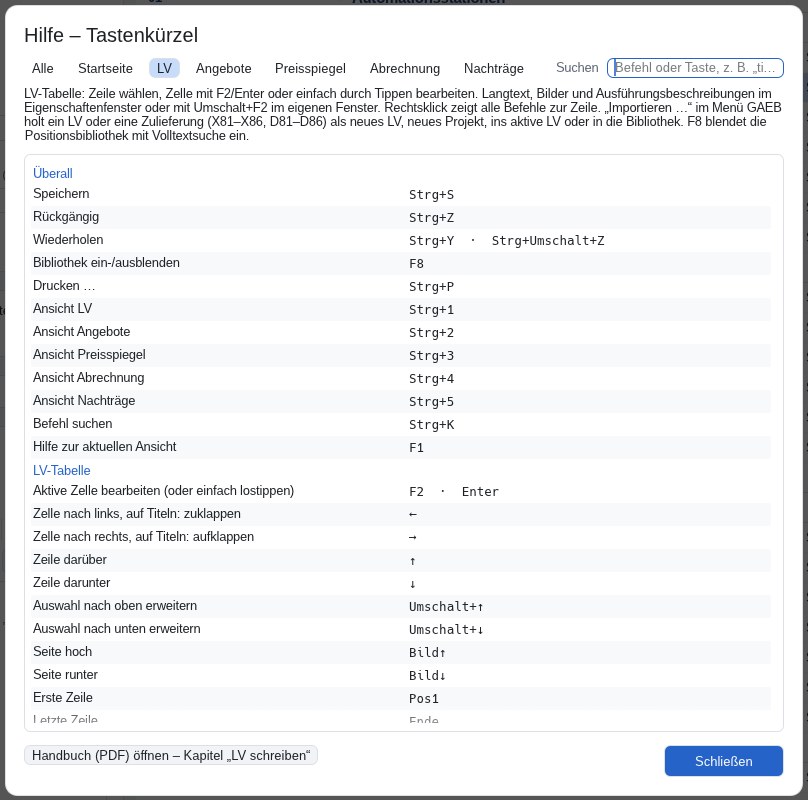 Automationsstationen
Hilfe – Tastenkürzel
Alle Startseite LV Angebote Preisspiegel Abrechnung Nachträge Suchen Befehl oder Taste, z. B. „ti…
LV-Tabelle: Zeile wählen, Zelle mit F2/Enter oder einfach durch Tippen bearbeiten. Langtext, Bilder und Ausführungsbeschreibungen im
Eigenschaftenfenster oder mit Umschalt+F2 im eigenen Fenster. Rechtsklick zeigt alle Befehle zur Zeile. „Importieren …“ im Menü GAEB
holt ein LV oder eine Zulieferung (X81–X86, D81–D86) als neues LV, neues Projekt, ins aktive LV oder in die Bibliothek. F8 blendet die
Positionsbibliothek mit Volltextsuche ein.
Überall
Speichern Strg+S
Rückgängig Strg+Z
Wiederholen Strg+Y · Strg+Umschalt+Z
Bibliothek ein-/ausblenden F8
Drucken … Strg+P
Ansicht LV Strg+1
Ansicht Angebote Strg+2
Ansicht Preisspiegel Strg+3
Ansicht Abrechnung Strg+4
Ansicht Nachträge Strg+5
Befehl suchen Strg+K
Hilfe zur aktuellen Ansicht F1
LV-Tabelle
Aktive Zelle bearbeiten (oder einfach lostippen) F2 · Enter
Zelle nach links, auf Titeln: zuklappen ←
Zelle nach rechts, auf Titeln: aufklappen →
Zeile darüber ↑
Zeile darunter ↓
Auswahl nach oben erweitern Umschalt+↑
Auswahl nach unten erweitern Umschalt+↓
Seite hoch Bild↑
Seite runter Bild↓
Erste Zeile Pos1
Letzte Zeile Ende
Handbuch (PDF) öffnen – Kapitel „LV schreiben“
Schließen